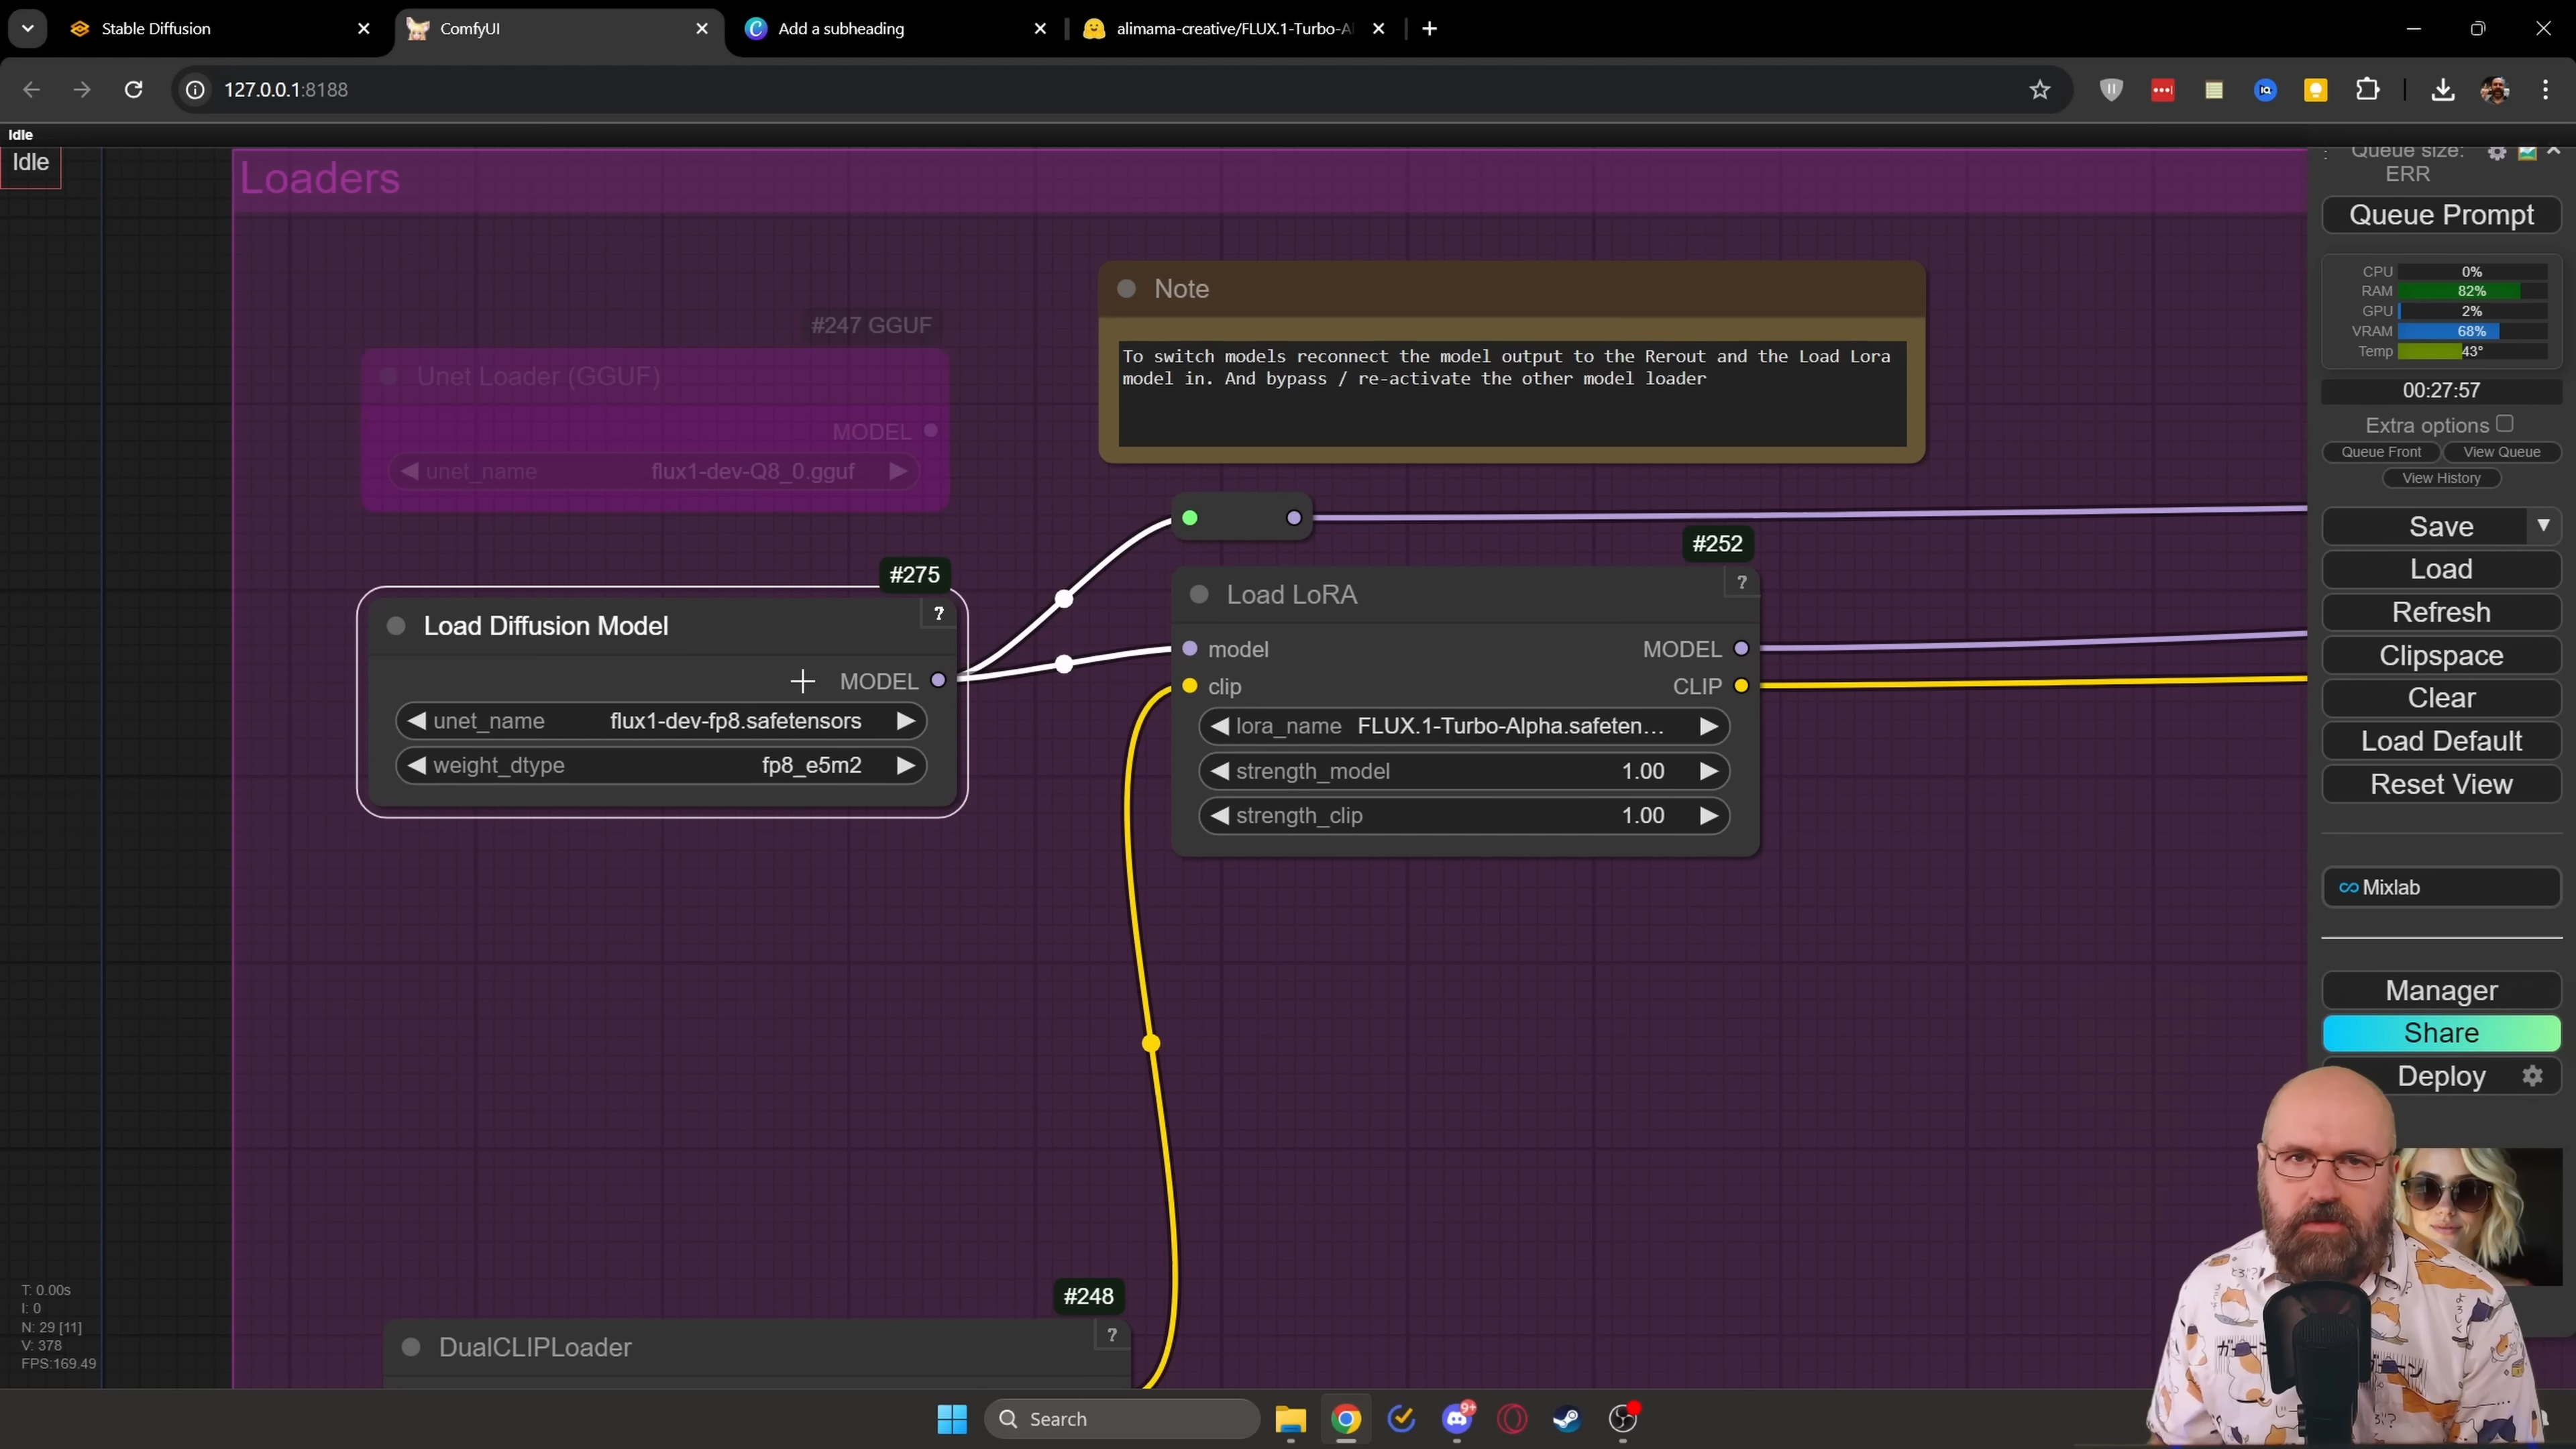 Stable Diffusion
ComfyUI
Add a subheading
alimama-creative/FLUX.1-Turbo-Al
127.0.0.1:8188
Idle
Idle
Loaders
Queue size:
ERR
Queue Prompt
CPU 0%
RAM 82%
GPU 2%
VRAM 68%
Temp 43°
00:27:57
Extra options
Queue Front View Queue
View History
Save
Load
Refresh
Clipspace
Clear
Load Default
Reset View
Mixlab
Manager
Share
Deploy
Note
To switch models reconnect the model output to the Rerout and the Load Lora
model in. And bypass / re-activate the other model loader
#247 GGUF
Unet Loader (GGUF)
MODEL
unet_name flux1-dev-Q8_0.gguf
#275
Load Diffusion Model ?
MODEL
unet_name flux1-dev-fp8.safetensors
weight_dtype fp8_e5m2
#252
Load LoRA ?
model MODEL
clip CLIP
lora_name FLUX.1-Turbo-Alpha.safeten...
strength_model 1.00
strength_clip 1.00
#248
DualCLIPLoader ?
T: 0.00s
I: 0
N: 29 [11]
V: 378
FPS:169.49
Search
9+